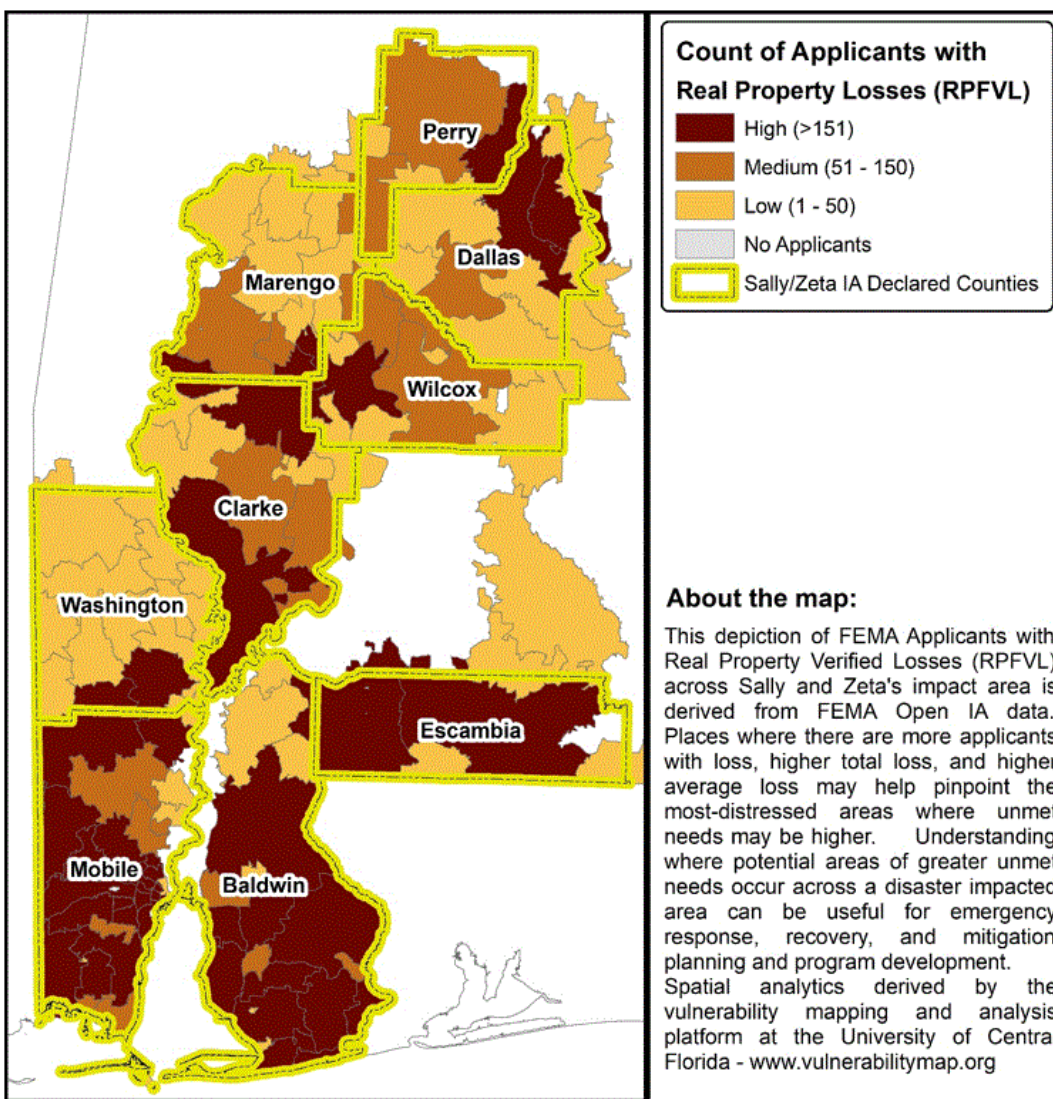 Perry
Dallas
Marengo
Wilcox
Clarke
Washington
Escambia
Mobile
Baldwin
Count of Applicants with
Real Property Losses (RPFVL)
High (>151)
Medium (51 - 150)
Low (1 - 50)
No Applicants
Sally/Zeta IA Declared Counties
About the map:
This depiction of FEMA Applicants with
Real Property Verified Losses (RPFVL)
across Sally and Zeta's impact area is
derived from FEMA Open IA data.
Places where there are more applicants
with loss, higher total loss, and higher
average loss may help pinpoint the
most-distressed areas where unmet
needs may be higher. Understanding
where potential areas of greater unmet
needs occur across a disaster impacted
area can be useful for emergency
response, recovery, and mitigation
planning and program development.
Spatial analytics derived by the
vulnerability mapping and analysis
platform at the University of Centra
Florida - www.vulnerabilitymap.org